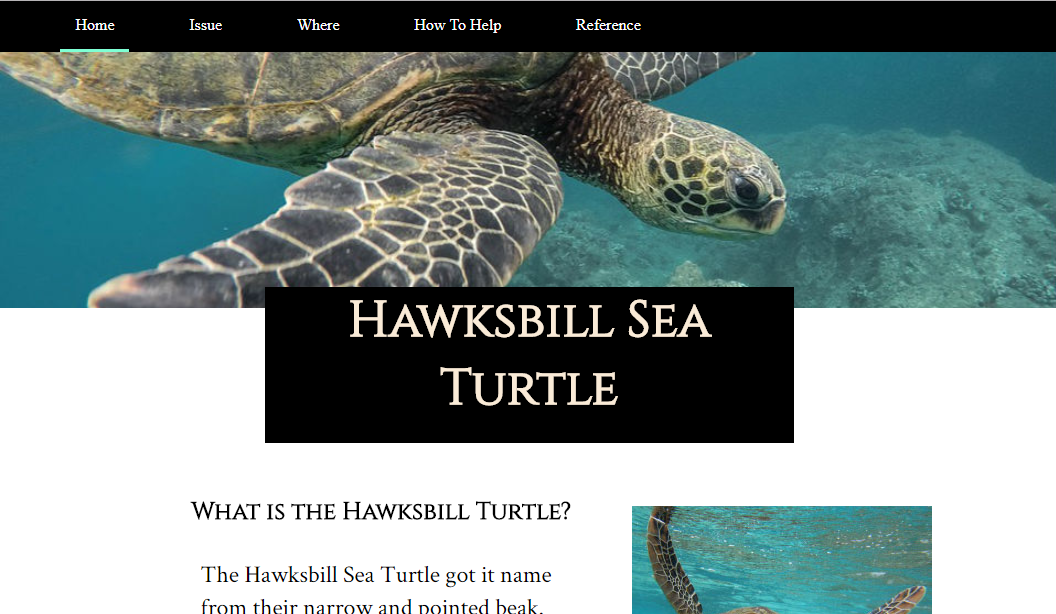 Home Issue Where How To Help Reference
Hawksbill Sea
Turtle
What is the Hawksbill Turtle?
The Hawksbill Sea Turtle got it name
from their narrow and pointed beak.